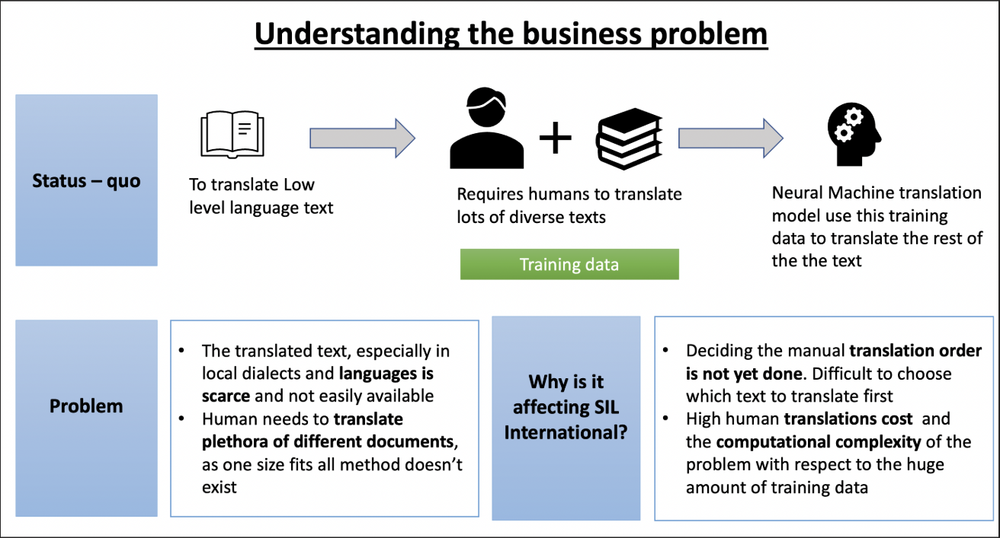 Understanding the business problem
Status – quo
To translate Low
level language text
Requires humans to translate
lots of diverse texts
Training data
Neural Machine translation
model use this training
data to translate the rest of
the the text
Problem
• The translated text, especially in
local dialects and languages is
scarce and not easily available
• Human needs to translate
plethora of different documents,
as one size fits all method doesn’t
exist
Why is it
affecting SIL
International?
• Deciding the manual translation order
is not yet done. Difficult to choose
which text to translate first
• High human translations cost and
the computational complexity of the
problem with respect to the huge
amount of training data